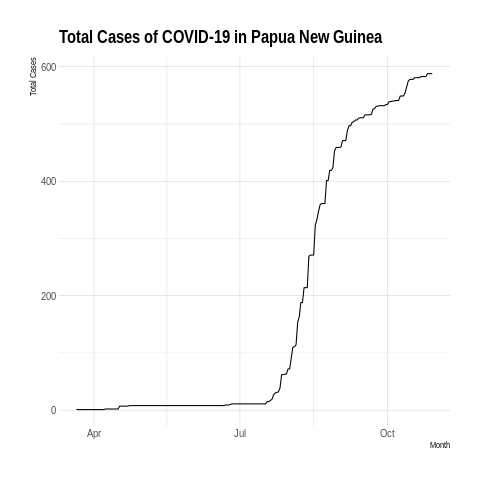 Total Cases of COVID-19 in Papua New Guinea
Total Cases
600
400
200
0
Apr
Jul
Oct
Month